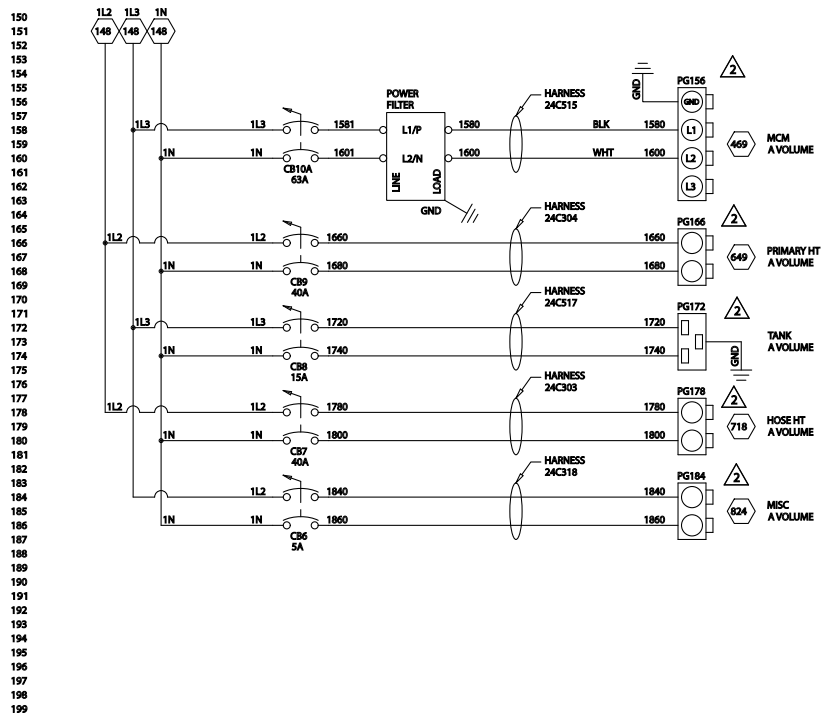 150 1L2 1L3 1N
151 148 148 148
152
153
154 2
155 GND PG156
156 POWER FILTER HARNESS 24C515 GND
157
158 1L3 1L3 1581 L1/P 1580 BLK 1580 L1
159 469 MCM A VOLUME
160 1N 1N 1601 L2/N 1600 WHT 1600 L2
161 CB10A 63A
162 LINE LOAD L3
163
164 GND HARNESS 24C304 2
165 PG166
166 1L2 1L2 1660 1660
167 649 PRIMARY HT A VOLUME
168 1N 1N 1680 1680
169 CB9 40A
170 HARNESS 24C517
171 PG172 2
172 1L3 1L3 1720 1720
173 TANK A VOLUME
174 1N 1N 1740 1740 GND
175 CB8 15A
176 HARNESS 24C303
177 PG178 2
178 1L2 1L2 1780 1780
179 718 HOSE HT A VOLUME
180 1N 1N 1800 1800
181 CB7 40A
182 HARNESS 24C318
183 PG184 2
184 1L2 1840 1840
185 824 MISC A VOLUME
186 1N 1N 1860 1860
187 CB6 5A
188
189
190
191
192
193
194
195
196
197
198
199